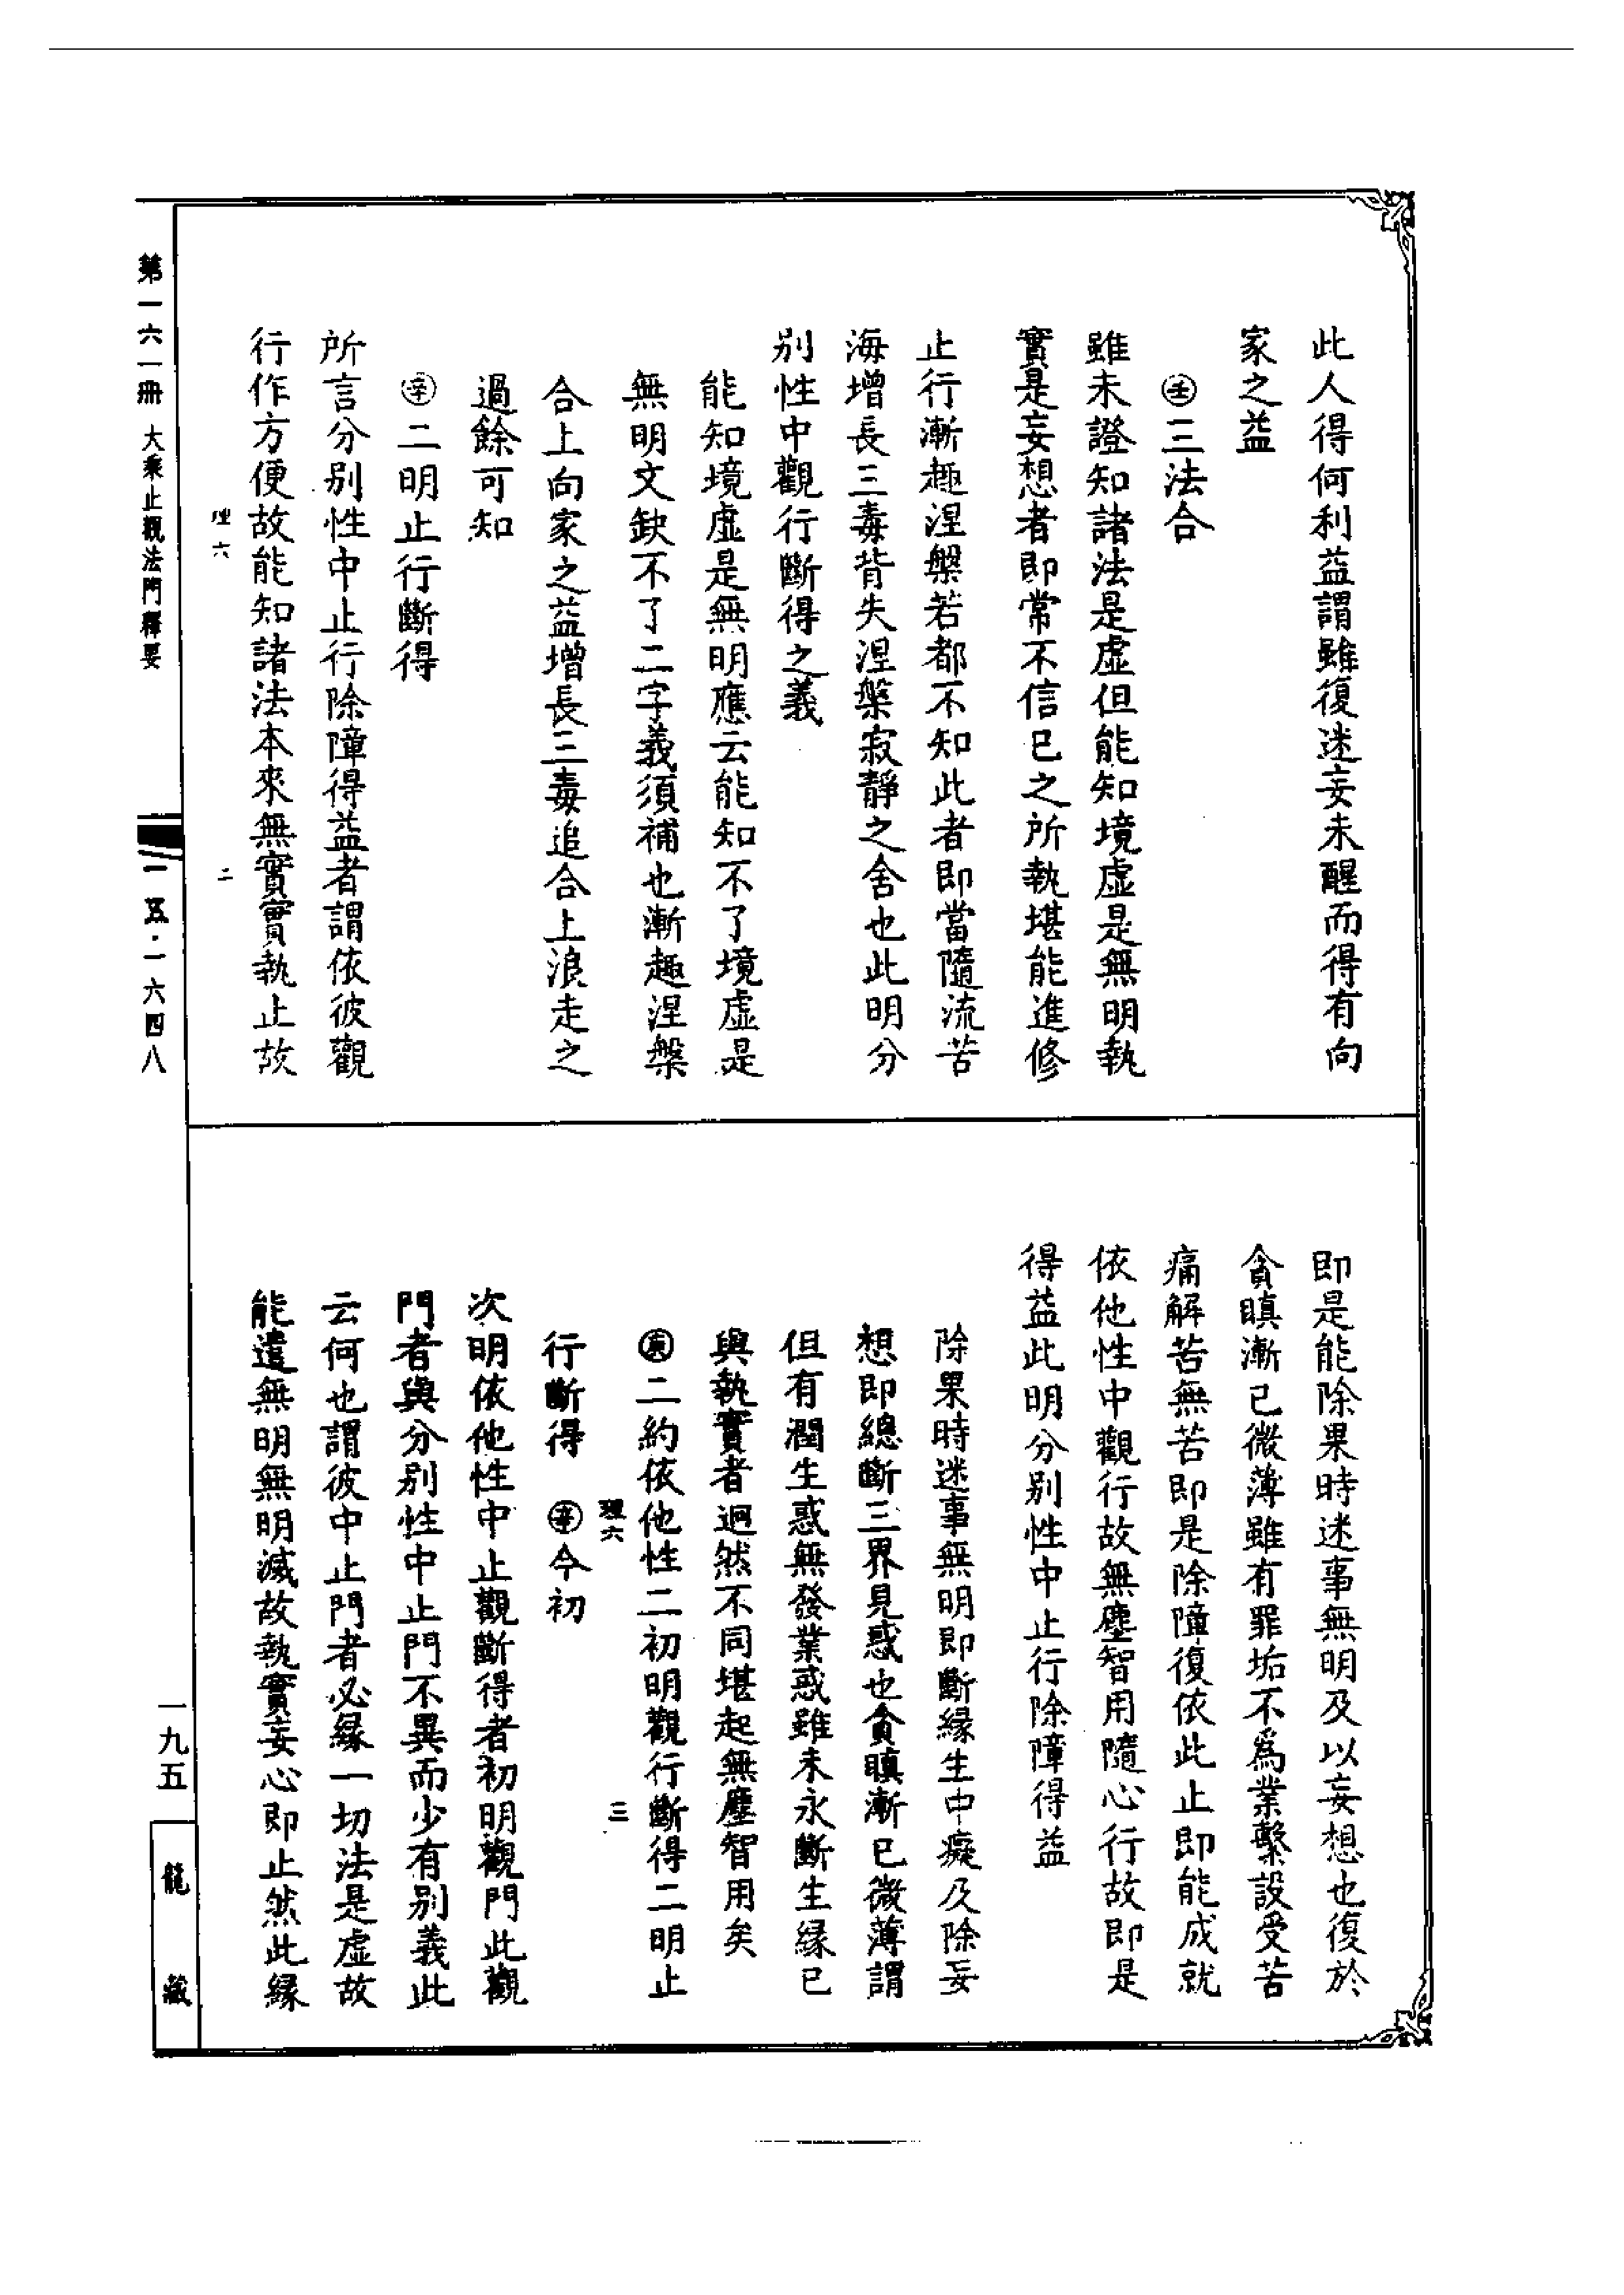 此人得何利益謂雖復迷妄未醒而得有向
家之益
㊛三法合
雖未證知諸法是虛但能知境虛是無明執
實是妄想者即常不信己之所執堪能進修
止行漸趣涅槃若都不知此者即當隨流苦
海增長三毒背失涅槃寂靜之舍也此明分
別性中觀行斷得之義
能知境虛是無明應云能知不了境虛是
無明文缺不了二字義須補也漸趣涅槃
合上向家之益增長三毒追合上浪走之
過餘可知
辛二明止行斷得
所言分別性中止行除障得益者謂依彼觀
行作方便故能知諸法本來無實實執止故
理六
二
即是能除果時迷事無明及以妄想也復於
貪瞋漸已微薄雖有罪垢不為業繫設受苦
痛解苦無苦即是除障復依此止即能成就
依他性中觀行故無塵智用隨心行故即是
得益此明分別性中止行除障得益
除果時迷事無明即斷緣生中癡及除妄
想即總斷三界見惑也貪瞋漸已微薄謂
但有潤生惑無發業惑雖未永斷生緣已
與執實者迥然不同堪起無塵智用矣
庚二約依他性二初明觀行斷得二明止
理六
三
行斷得 辛今初
次明依他性中止觀斷得者初明觀門此觀
門者與分別性中止門不異而少有別義此
云何也謂彼中止門者必緣一切法是虛故
能遣無明無明滅故執實妄心即止然此緣
第一六一冊 大乘止觀法門釋要
一五·一六四八
一九五
龍藏